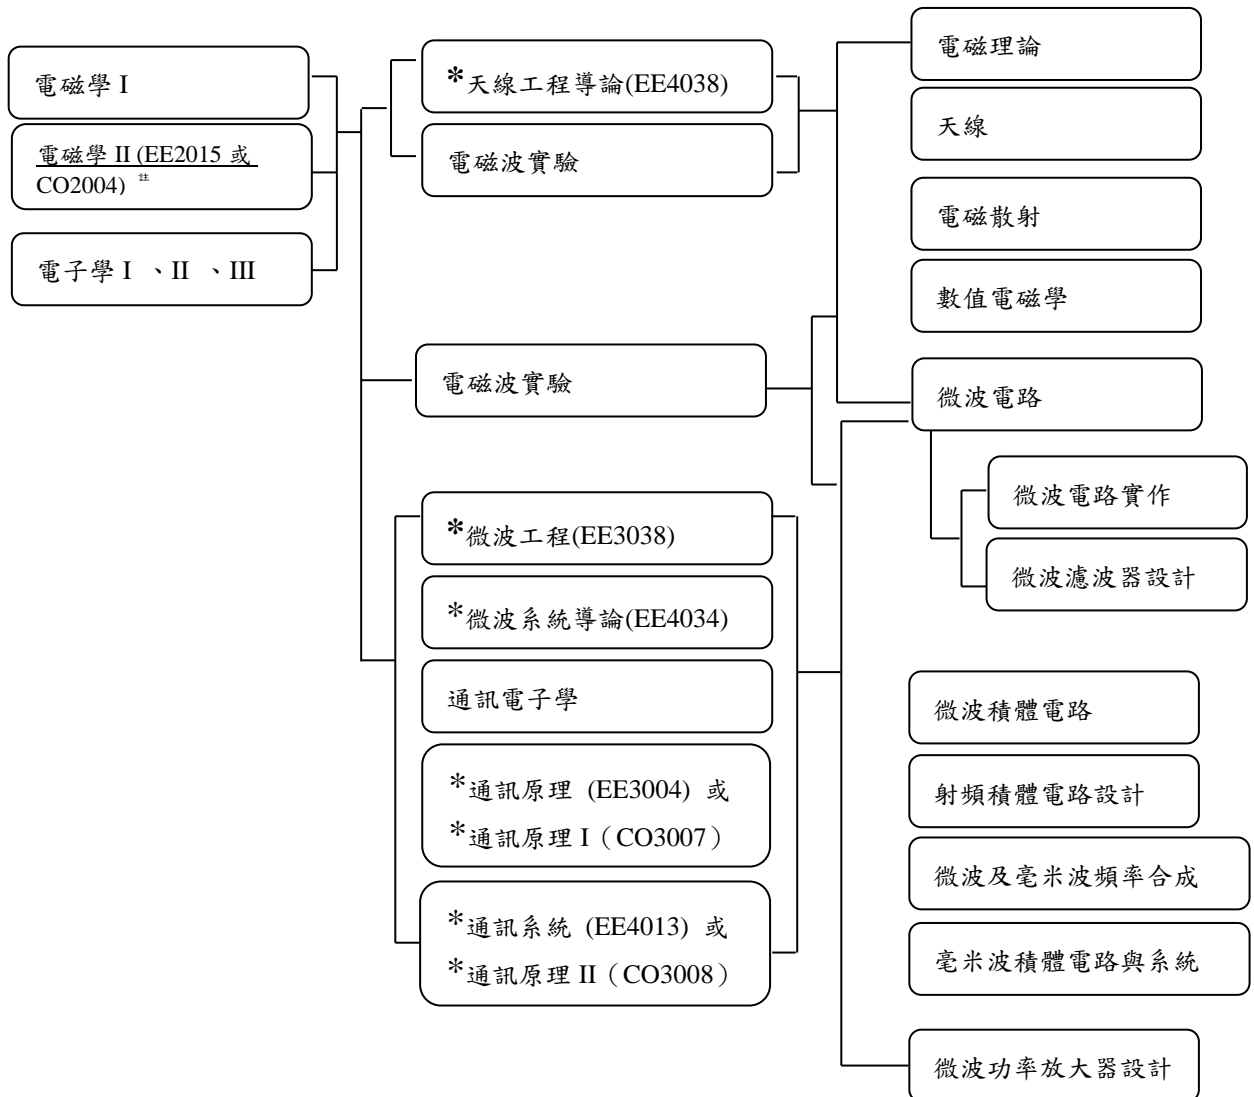 電磁學 I
電磁學 II (EE2015 或
CO2004) 註
電子學 I 、II 、III
*天線工程導論(EE4038)
電磁波實驗
電磁波實驗
*微波工程(EE3038)
*微波系統導論(EE4034)
通訊電子學
*通訊原理 (EE3004) 或
*通訊原理 I（CO3007）
*通訊系統 (EE4013) 或
*通訊原理 II（CO3008）
電磁理論
天線
電磁散射
數值電磁學
微波電路
微波電路實作
微波濾波器設計
微波積體電路
射頻積體電路設計
微波及毫米波頻率合成
毫米波積體電路與系統
微波功率放大器設計